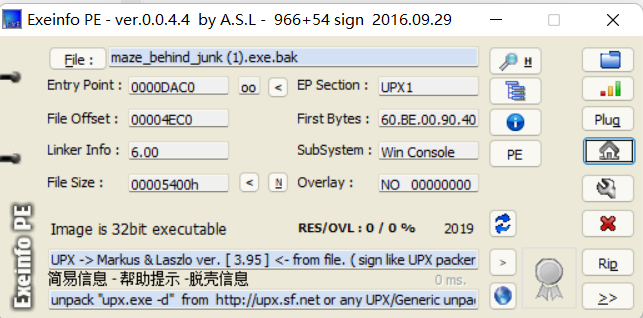 Exeinfo PE - ver.0.0.4.4 by A.S.L - 966+54 sign 2016.09.29
File : maze_behind_junk (1).exe.bak H
Entry Point : 0000DAC0 oo < EP Section : UPX1
File Offset : 00004EC0 First Bytes : 60.BE.00.90.40 Plug
Linker Info : 6.00 SubSystem : Win Console PE
File Size : 00005400h < N Overlay : NO 00000000
Image is 32bit executable RES/OVL : 0 / 0 % 2019
UPX -> Markus & Laszlo ver. [ 3.95 ] <- from file. ( sign like UPX packer > Rip
简易信息 - 帮助提示 -脱壳信息 0 ms.
unpack "upx.exe -d" from http://upx.sf.net or any UPX/Generic unpa >>
Exeinfo PE